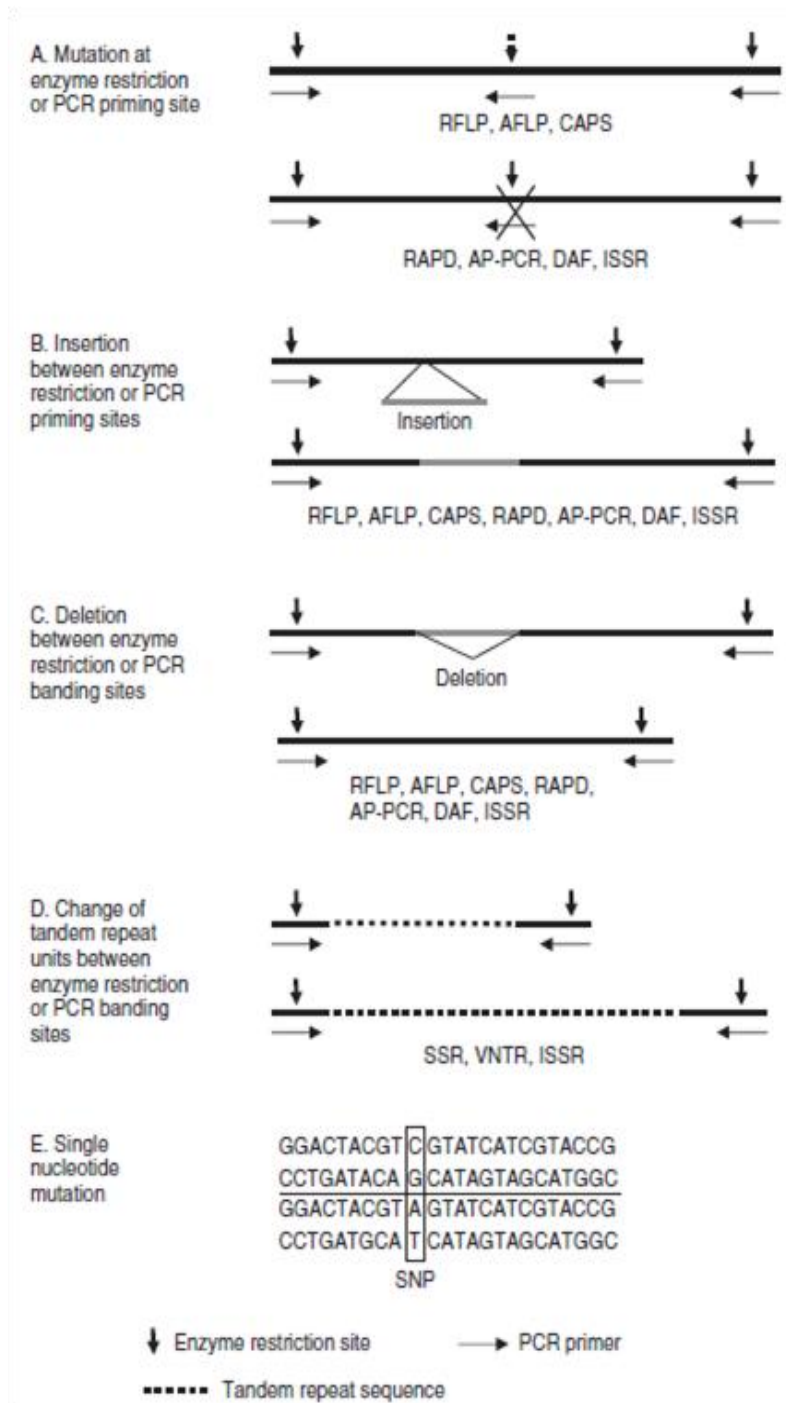 A. Mutation at
enzyme restriction
or PCR priming site
RFLP, AFLP, CAPS
RAPD, AP-PCR, DAF, ISSR
B. Insertion
between enzyme
restriction or PCR
priming sites
Insertion
RFLP, AFLP, CAPS, RAPD, AP-PCR, DAF, ISSR
C. Deletion
between enzyme
restriction or PCR
banding sites
Deletion
RFLP, AFLP, CAPS, RAPD,
AP-PCR, DAF, ISSR
D. Change of
tandem repeat
units between
enzyme restriction
or PCR banding
sites
SSR, VNTR, ISSR
E. Single
nucleotide
mutation
GGACTACGT C GTATCATCGTACCG
CCTGATACA G CATAGTAGCATGGC
GGACTACGT A GTATCATCGTACCG
CCTGATGCA T CATAGTAGCATGGC
SNP
Enzyme restriction site
PCR primer
Tandem repeat sequence